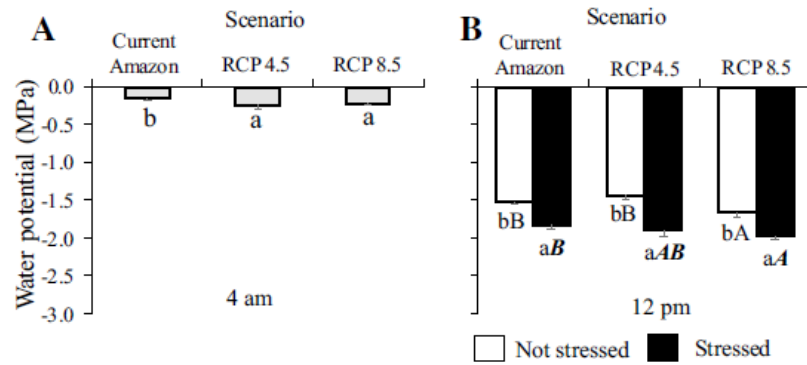 A
Scenario
Current
Amazon
RCP 4.5
RCP 8.5
Water potential (MPa)
0.0
-0.5
-1.0
-1.5
-2.0
-2.5
-3.0
b
a
a
4 am
B
Scenario
Current
Amazon
RCP4.5
RCP 8.5
bB
aB
bB
aAB
bA
aA
12 pm
Not stressed
Stressed